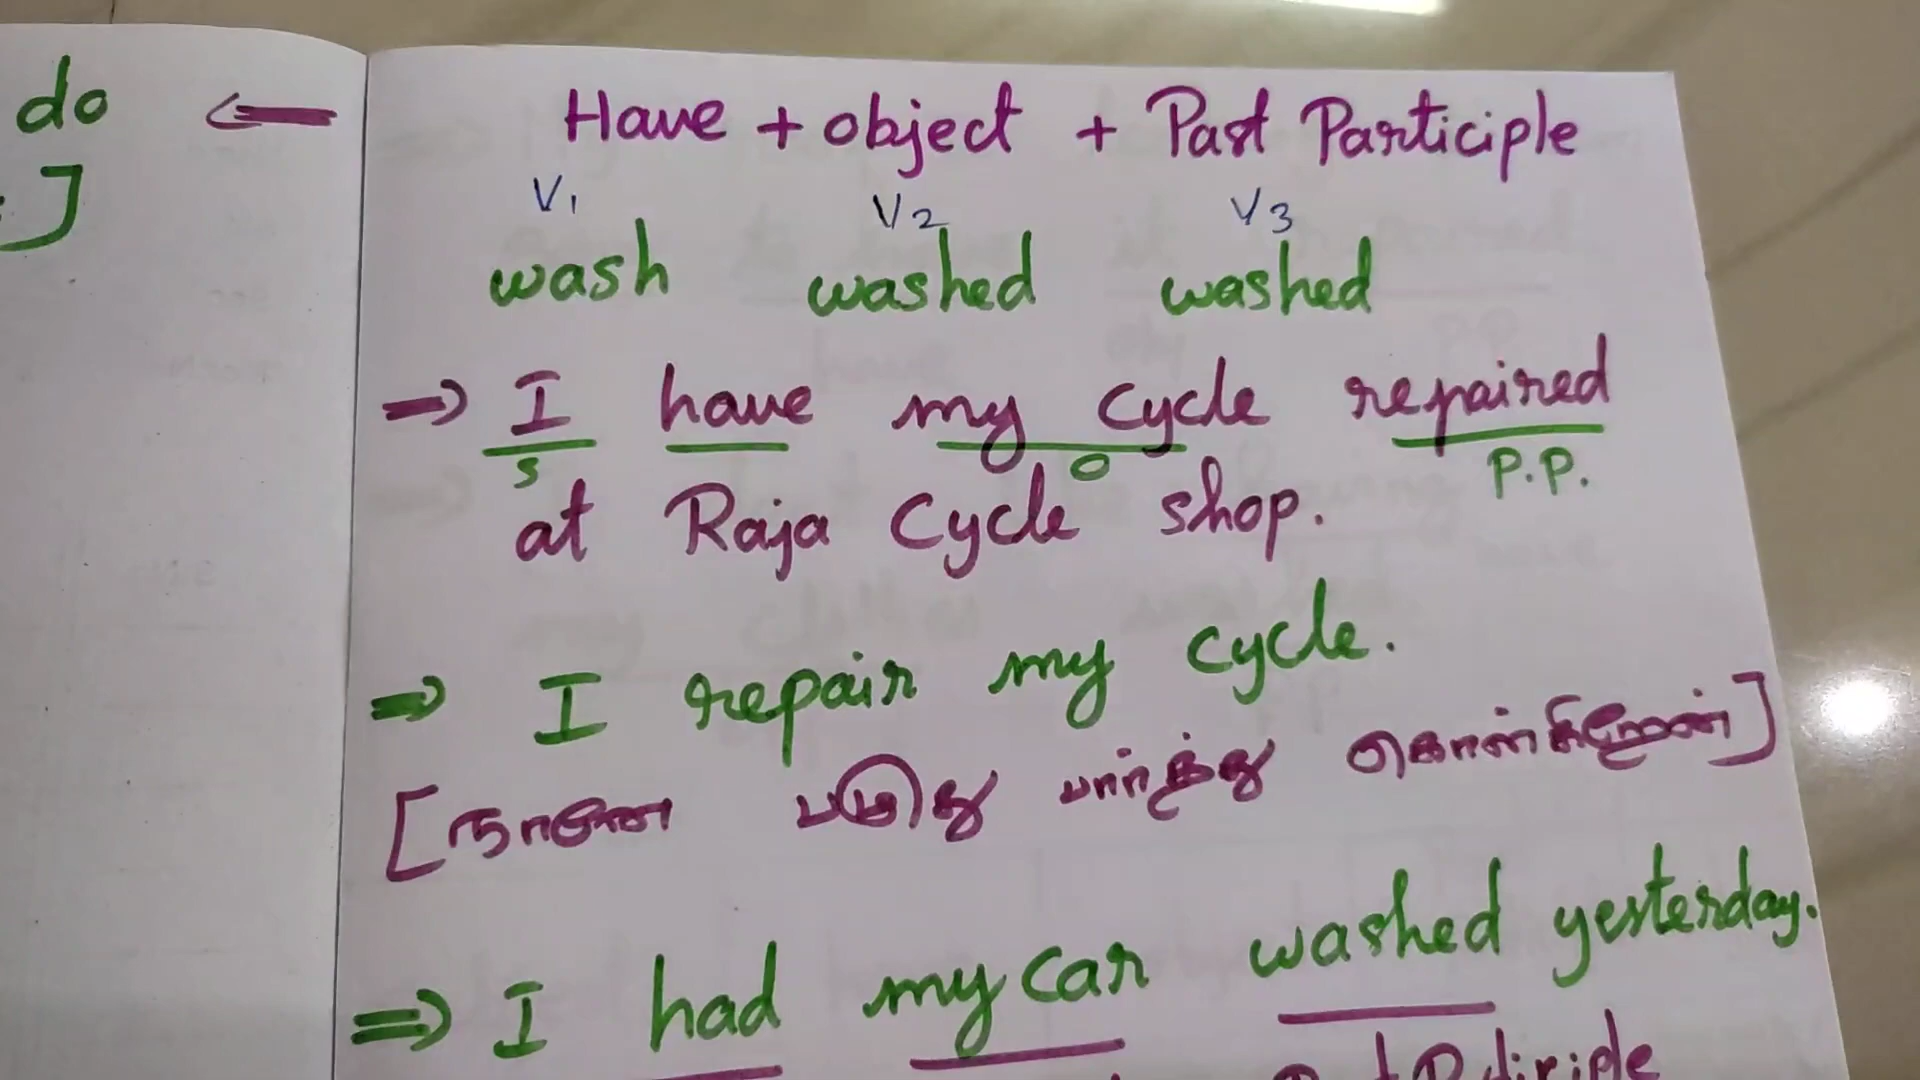 do
]
Have + object + Past Participle
V1 V2 V3
wash washed washed
⇒ I have my cycle repaired
S O P.P.
at Raja Cycle shop.
⇒ I repair my cycle.
[நானே பழுது பார்த்து கொள்கிறேன்]
⇒ I had my car washed yesterday.